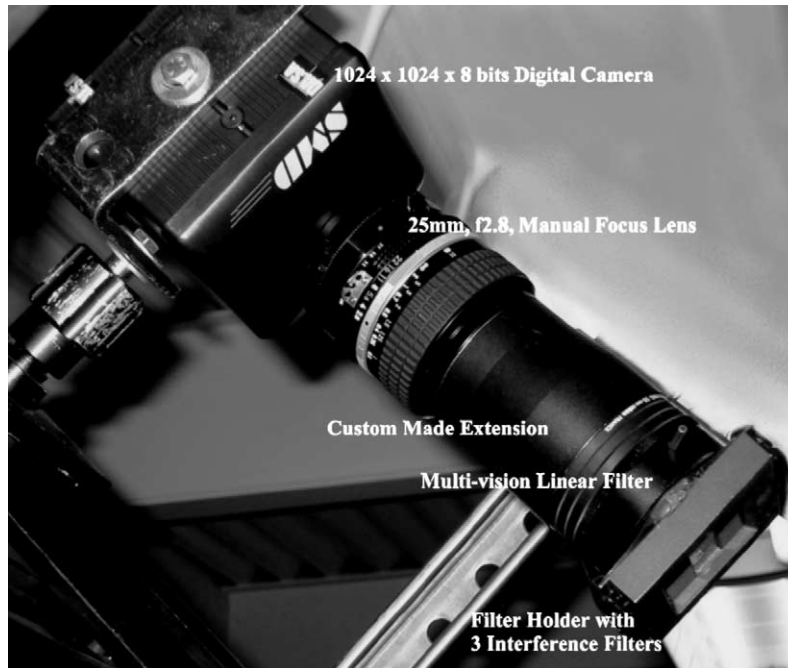 1024 x 1024 x 8 bits Digital Camera
SMD
25mm, f2.8, Manual Focus Lens
Custom Made Extension
Multi-vision Linear Filter
Filter Holder with
3 Interference Filters